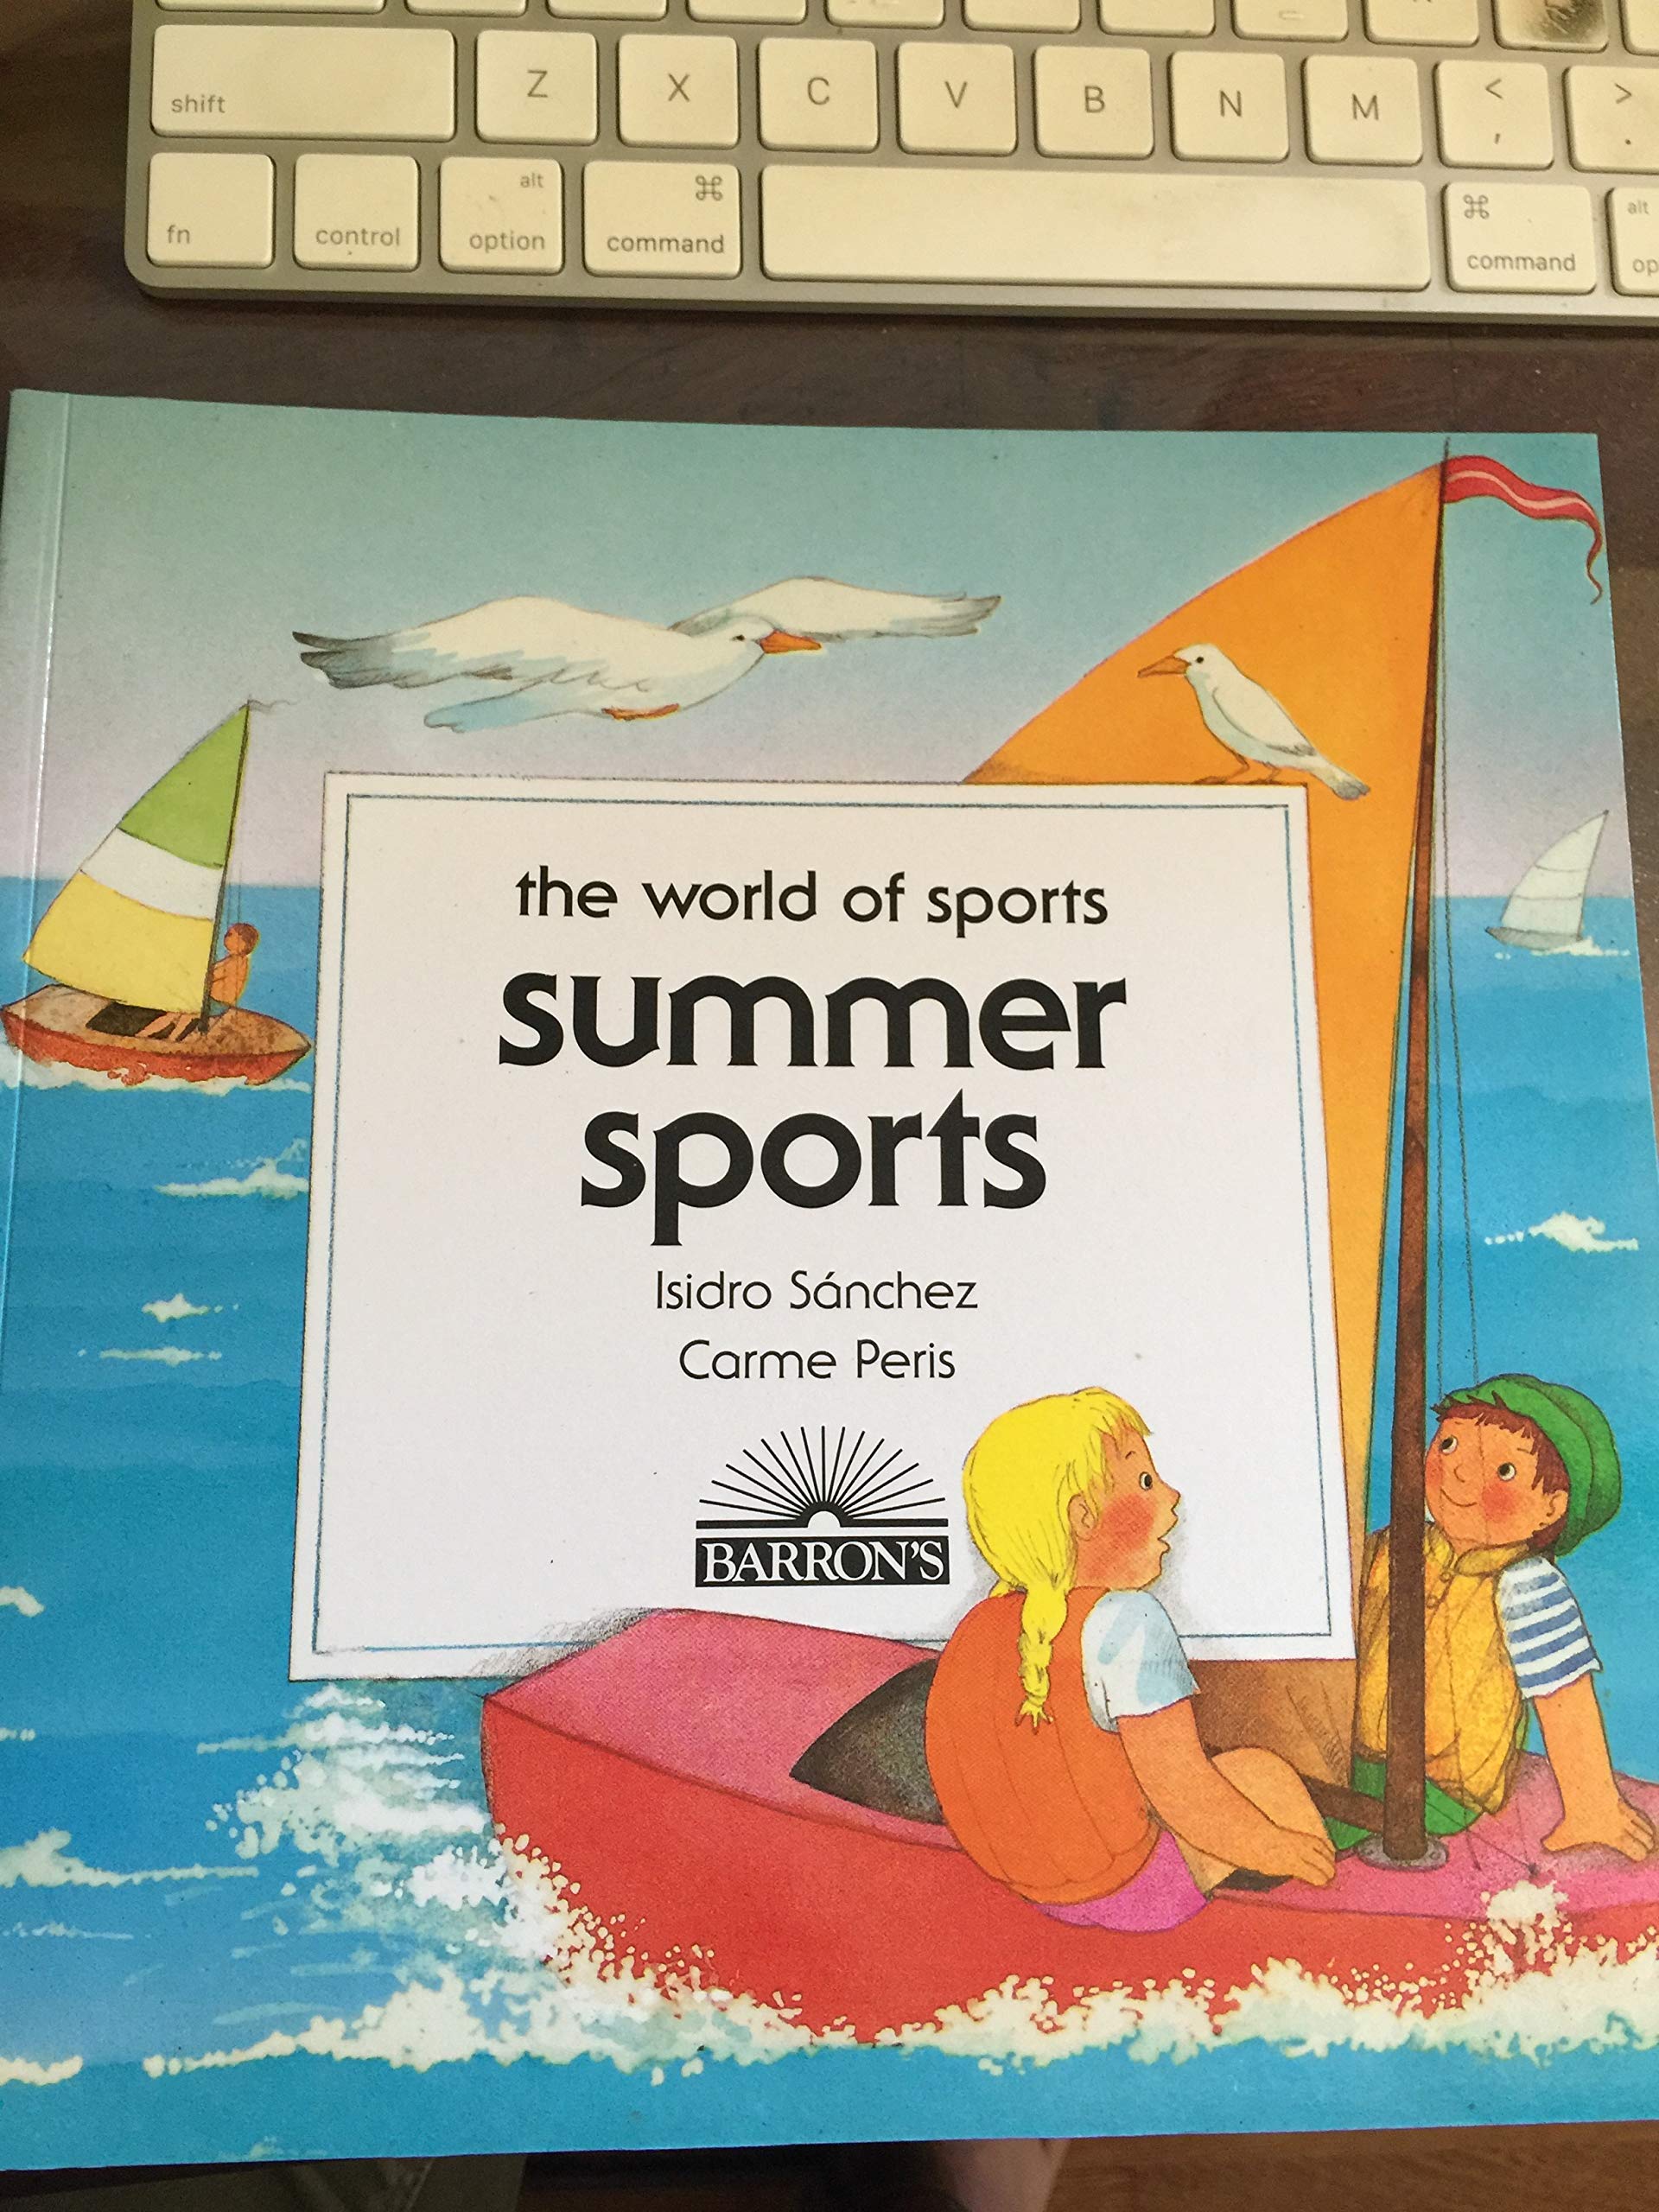 shift
Z
X
C
V
B
N
M
<
,
>
.
fn
control
alt
option
⌘
command
⌘
command
alt
op
the world of sports
summer
sports
Isidro Sánchez
Carme Peris
BARRON'S